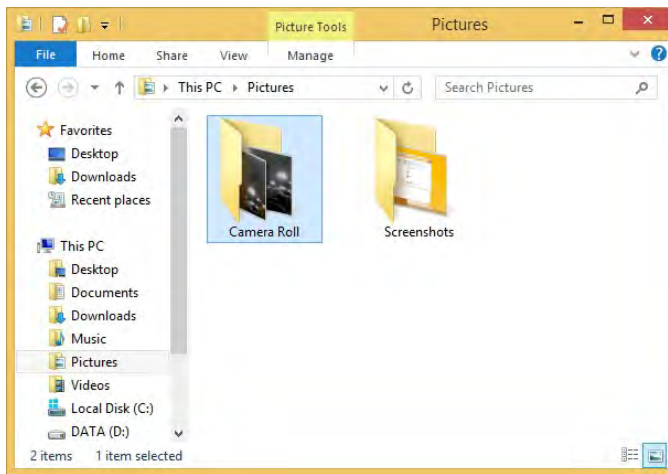 Picture Tools
Pictures
File Home Share View Manage
This PC Pictures
Search Pictures
Favorites
Desktop
Downloads
Recent places
This PC
Desktop
Documents
Downloads
Music
Pictures
Videos
Local Disk (C:)
DATA (D:)
Camera Roll
Screenshots
2 items 1 item selected